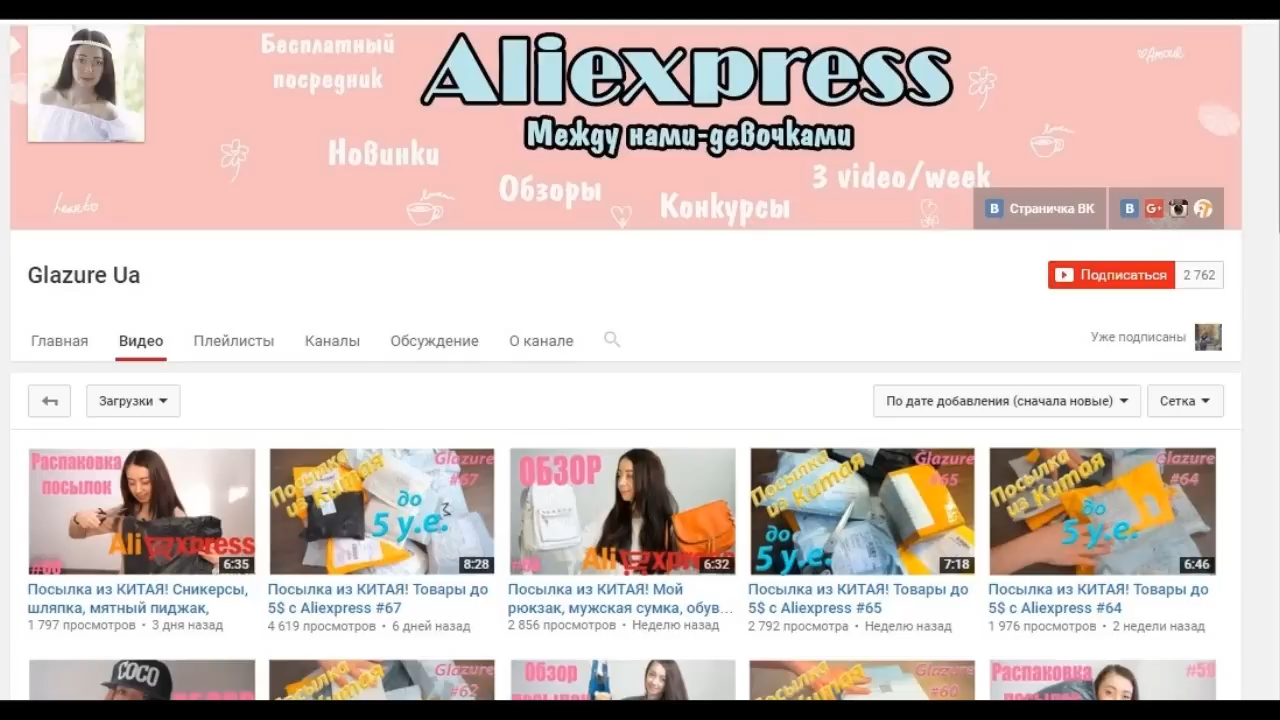 Бесплатный
посредник
Aliexpress
Между нами-девочками
Новинки
Обзоры
Конкурсы
3 video/week
Страничка ВК
Glazure Ua
Подписаться
2 762
Главная
Видео
Плейлисты
Каналы
Обсуждение
О канале
Уже подписаны
Загрузки
По дате добавления (сначала новые)
Сетка
Распаковка
посылок
AliExpress
6:35
Посылка из КИТАЯ! Сникерсы,
шляпка, мятный пиджак,
1 797 просмотров • 3 дня назад
Посылка
из Китая
Glazure
#67
до
5 у.е.
8:28
Посылка из КИТАЯ! Товары до
5$ с Aliexpress #67
4 619 просмотров • 6 дней назад
ОБЗОР
AliExpr
6:32
Посылка из КИТАЯ! Мой
рюкзак, мужская сумка, обув...
2 856 просмотров • Неделю назад
Посылка
из Китая
Glazure
#65
до
5 у.е.
7:18
Посылка из КИТАЯ! Товары до
5$ с Aliexpress #65
2 792 просмотра • Неделю назад
Посылка
из Китая
Glazure
#64
до
5 у.е.
6:46
Посылка из КИТАЯ! Товары до
5$ с Aliexpress #64
1 976 просмотров • 2 недели назад
COCO
Glazure
#62
Обзор
Glazure
#60
Распаковка
#59